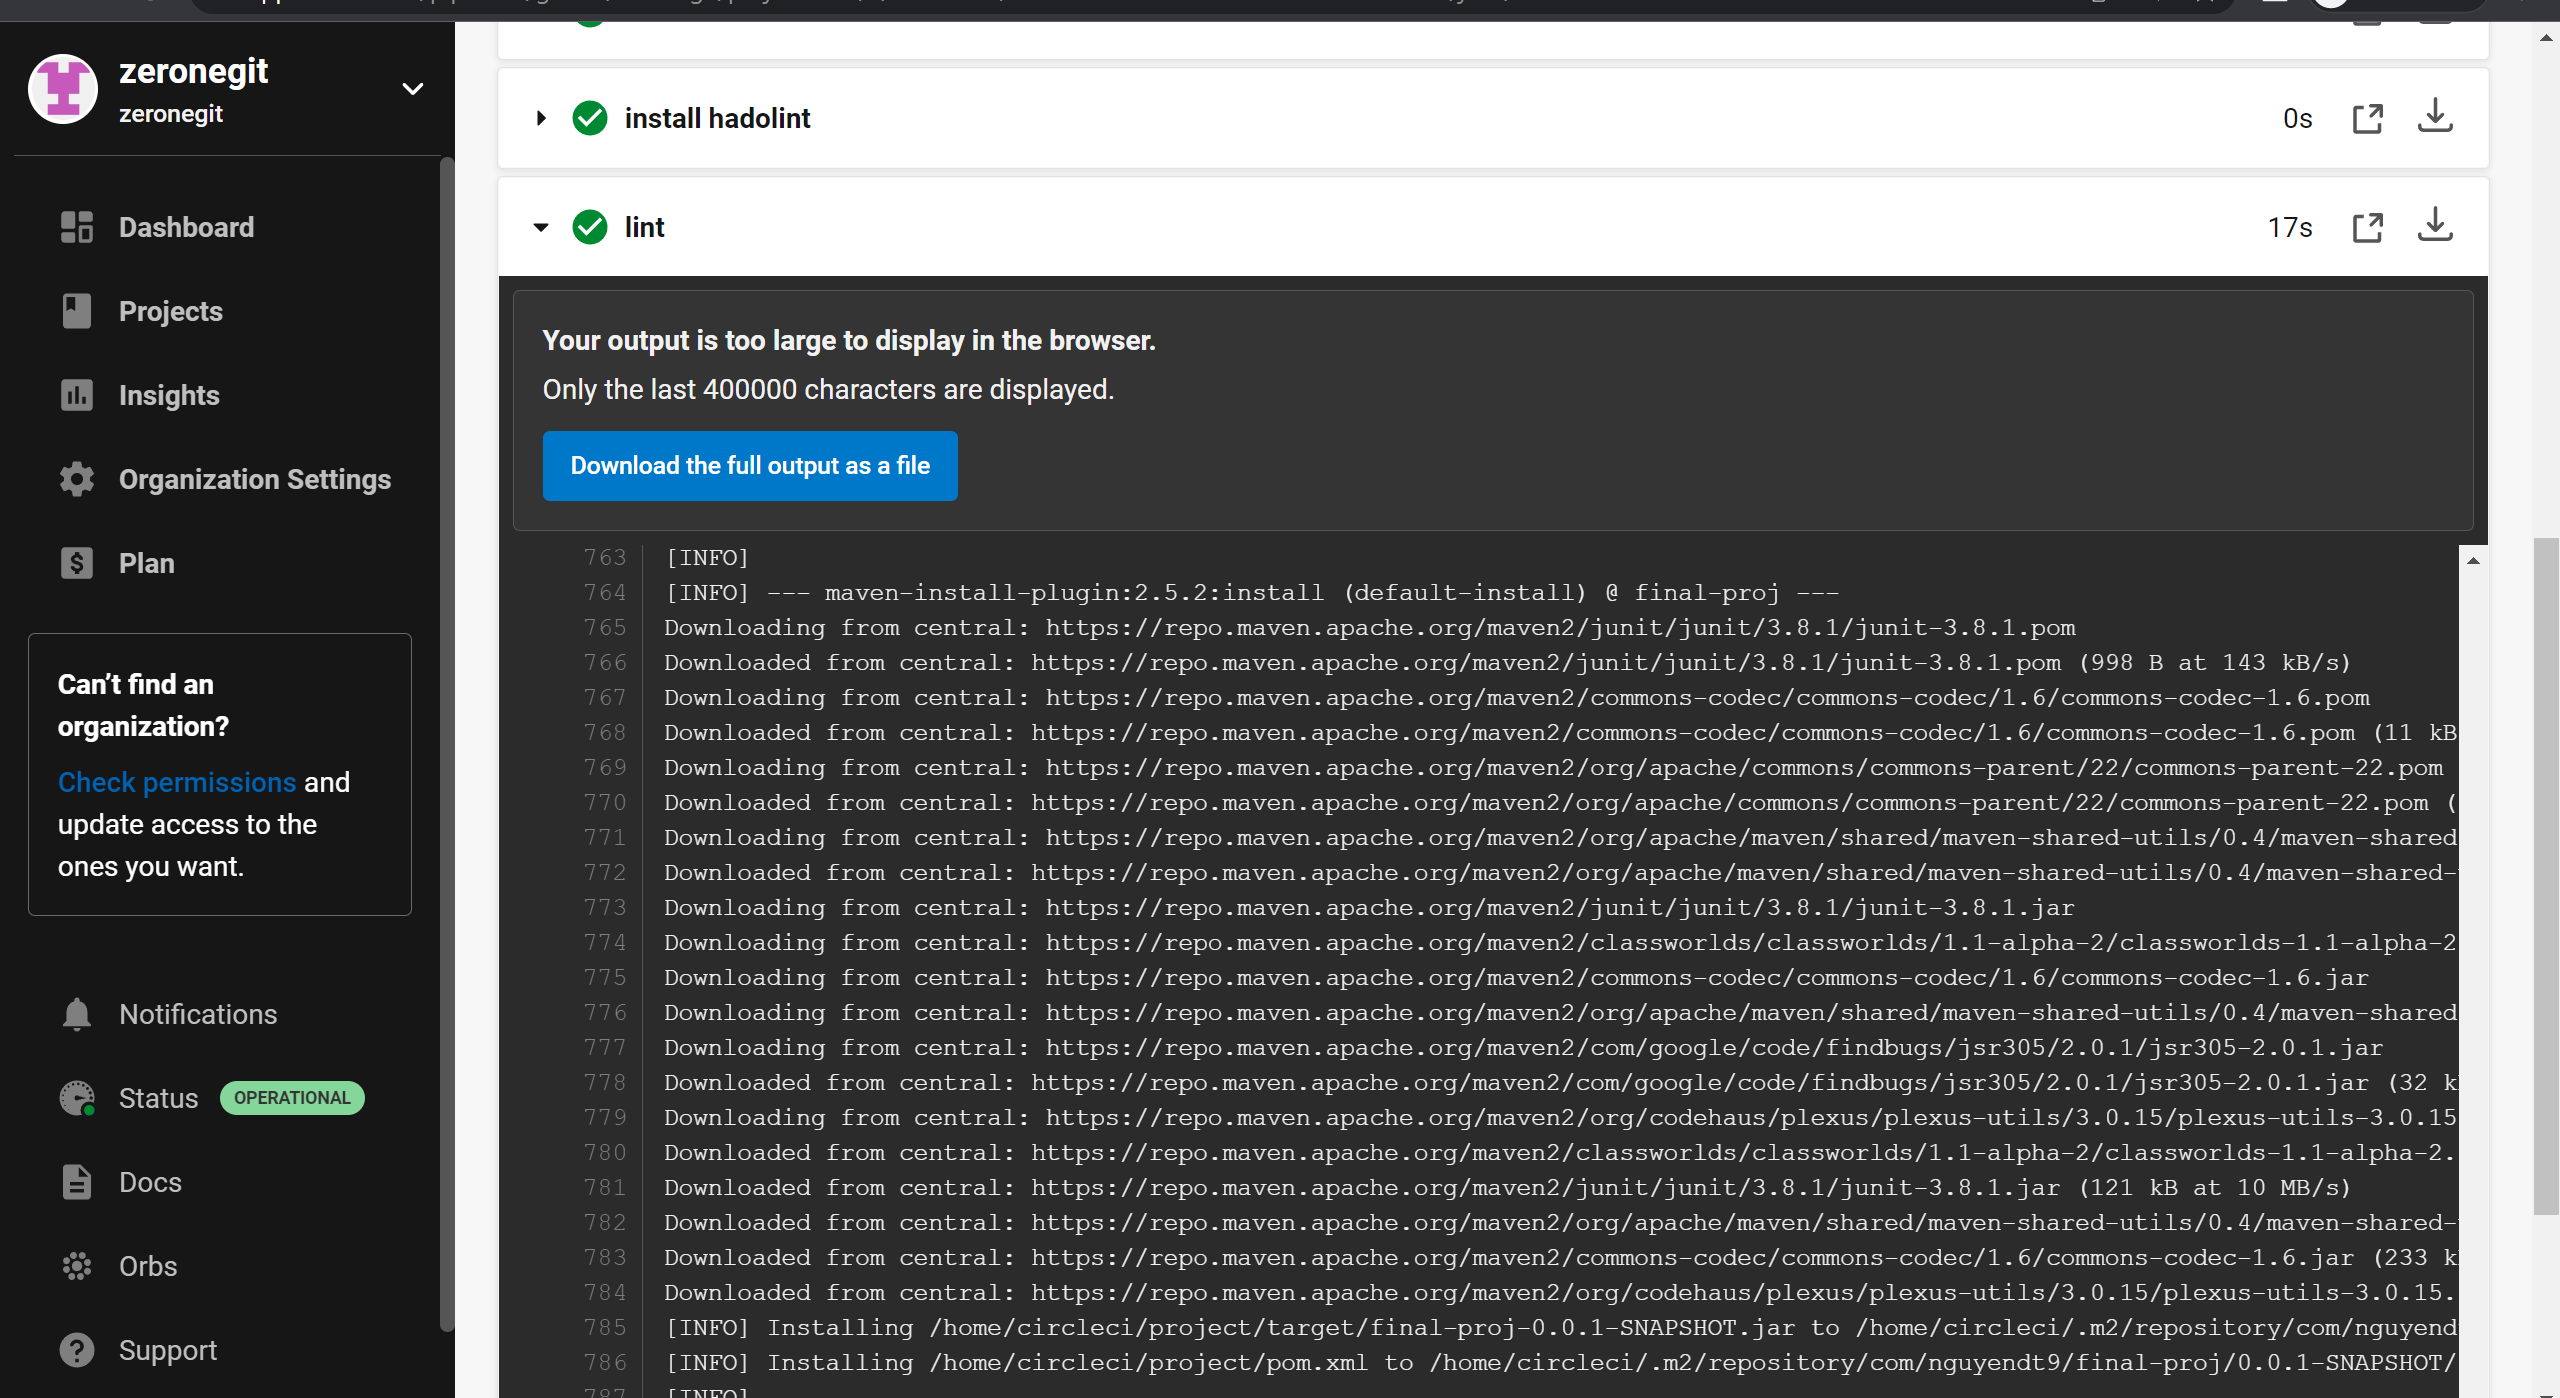 zeronegit
zeronegit
Dashboard
Projects
Insights
Organization Settings
Plan
Can’t find an
organization?
Check permissions and
update access to the
ones you want.
Notifications
Status OPERATIONAL
Docs
Orbs
Support
install hadolint 0s
lint 17s
Your output is too large to display in the browser.
Only the last 400000 characters are displayed.
Download the full output as a file
763 [INFO]
764 [INFO] --- maven-install-plugin:2.5.2:install (default-install) @ final-proj ---
765 Downloading from central: https://repo.maven.apache.org/maven2/junit/junit/3.8.1/junit-3.8.1.pom
766 Downloaded from central: https://repo.maven.apache.org/maven2/junit/junit/3.8.1/junit-3.8.1.pom (998 B at 143 kB/s)
767 Downloading from central: https://repo.maven.apache.org/maven2/commons-codec/commons-codec/1.6/commons-codec-1.6.pom
768 Downloaded from central: https://repo.maven.apache.org/maven2/commons-codec/commons-codec/1.6/commons-codec-1.6.pom (11 kB
769 Downloading from central: https://repo.maven.apache.org/maven2/org/apache/commons/commons-parent/22/commons-parent-22.pom
770 Downloaded from central: https://repo.maven.apache.org/maven2/org/apache/commons/commons-parent/22/commons-parent-22.pom (
771 Downloading from central: https://repo.maven.apache.org/maven2/org/apache/maven/shared/maven-shared-utils/0.4/maven-shared
772 Downloaded from central: https://repo.maven.apache.org/maven2/org/apache/maven/shared/maven-shared-utils/0.4/maven-shared-
773 Downloading from central: https://repo.maven.apache.org/maven2/junit/junit/3.8.1/junit-3.8.1.jar
774 Downloading from central: https://repo.maven.apache.org/maven2/classworlds/classworlds/1.1-alpha-2/classworlds-1.1-alpha-2
775 Downloading from central: https://repo.maven.apache.org/maven2/commons-codec/commons-codec/1.6/commons-codec-1.6.jar
776 Downloading from central: https://repo.maven.apache.org/maven2/org/apache/maven/shared/maven-shared-utils/0.4/maven-shared
777 Downloading from central: https://repo.maven.apache.org/maven2/com/google/code/findbugs/jsr305/2.0.1/jsr305-2.0.1.jar
778 Downloaded from central: https://repo.maven.apache.org/maven2/com/google/code/findbugs/jsr305/2.0.1/jsr305-2.0.1.jar (32 k
779 Downloading from central: https://repo.maven.apache.org/maven2/org/codehaus/plexus/plexus-utils/3.0.15/plexus-utils-3.0.15
780 Downloaded from central: https://repo.maven.apache.org/maven2/classworlds/classworlds/1.1-alpha-2/classworlds-1.1-alpha-2.
781 Downloaded from central: https://repo.maven.apache.org/maven2/junit/junit/3.8.1/junit-3.8.1.jar (121 kB at 10 MB/s)
782 Downloaded from central: https://repo.maven.apache.org/maven2/org/apache/maven/shared/maven-shared-utils/0.4/maven-shared-
783 Downloaded from central: https://repo.maven.apache.org/maven2/commons-codec/commons-codec/1.6/commons-codec-1.6.jar (233 k
784 Downloaded from central: https://repo.maven.apache.org/maven2/org/codehaus/plexus/plexus-utils/3.0.15/plexus-utils-3.0.15.
785 [INFO] Installing /home/circleci/project/target/final-proj-0.0.1-SNAPSHOT.jar to /home/circleci/.m2/repository/com/nguyend
786 [INFO] Installing /home/circleci/project/pom.xml to /home/circleci/.m2/repository/com/nguyendt9/final-proj/0.0.1-SNAPSHOT/
787 [INFO]